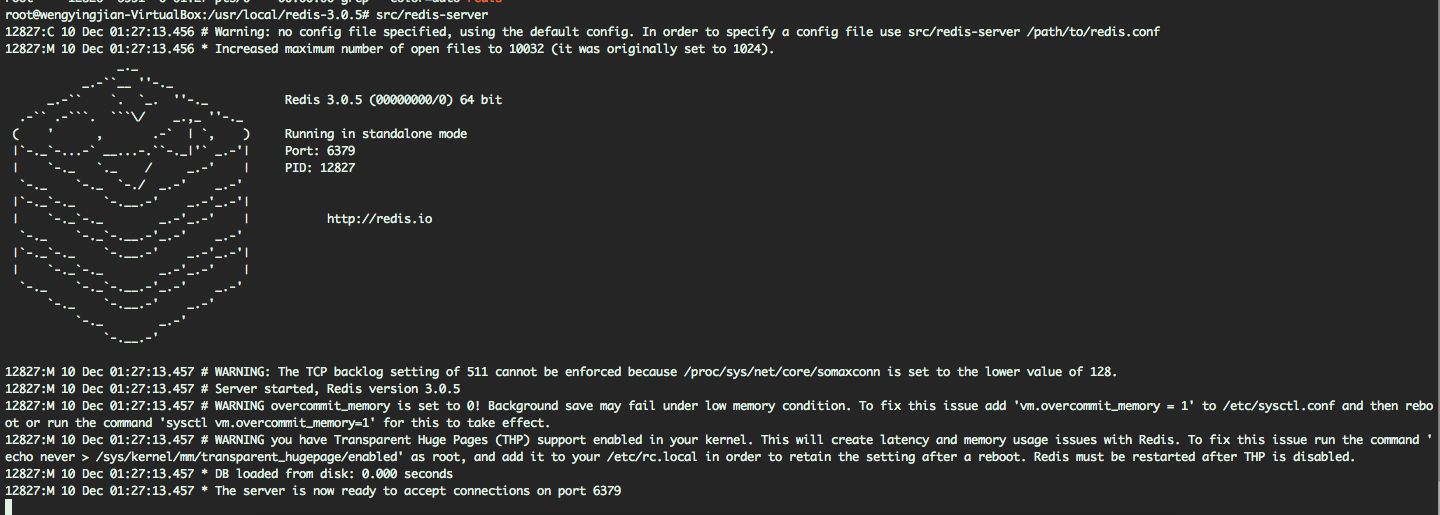 root@wengyingjian-VirtualBox:/usr/local/redis-3.0.5# src/redis-server
12827:C 10 Dec 01:27:13.456 # Warning: no config file specified, using the default config. In order to specify a config file use src/redis-server /path/to/redis.conf
12827:M 10 Dec 01:27:13.456 * Increased maximum number of open files to 10032 (it was originally set to 1024).
Redis 3.0.5 (00000000/0) 64 bit
Running in standalone mode
Port: 6379
PID: 12827
http://redis.io
12827:M 10 Dec 01:27:13.457 # WARNING: The TCP backlog setting of 511 cannot be enforced because /proc/sys/net/core/somaxconn is set to the lower value of 128.
12827:M 10 Dec 01:27:13.457 # Server started, Redis version 3.0.5
12827:M 10 Dec 01:27:13.457 # WARNING overcommit_memory is set to 0! Background save may fail under low memory condition. To fix this issue add 'vm.overcommit_memory = 1' to /etc/sysctl.conf and then rebo
ot or run the command 'sysctl vm.overcommit_memory=1' for this to take effect.
12827:M 10 Dec 01:27:13.457 # WARNING you have Transparent Huge Pages (THP) support enabled in your kernel. This will create latency and memory usage issues with Redis. To fix this issue run the command '
echo never > /sys/kernel/mm/transparent_hugepage/enabled' as root, and add it to your /etc/rc.local in order to retain the setting after a reboot. Redis must be restarted after THP is disabled.
12827:M 10 Dec 01:27:13.457 * DB loaded from disk: 0.000 seconds
12827:M 10 Dec 01:27:13.457 * The server is now ready to accept connections on port 6379